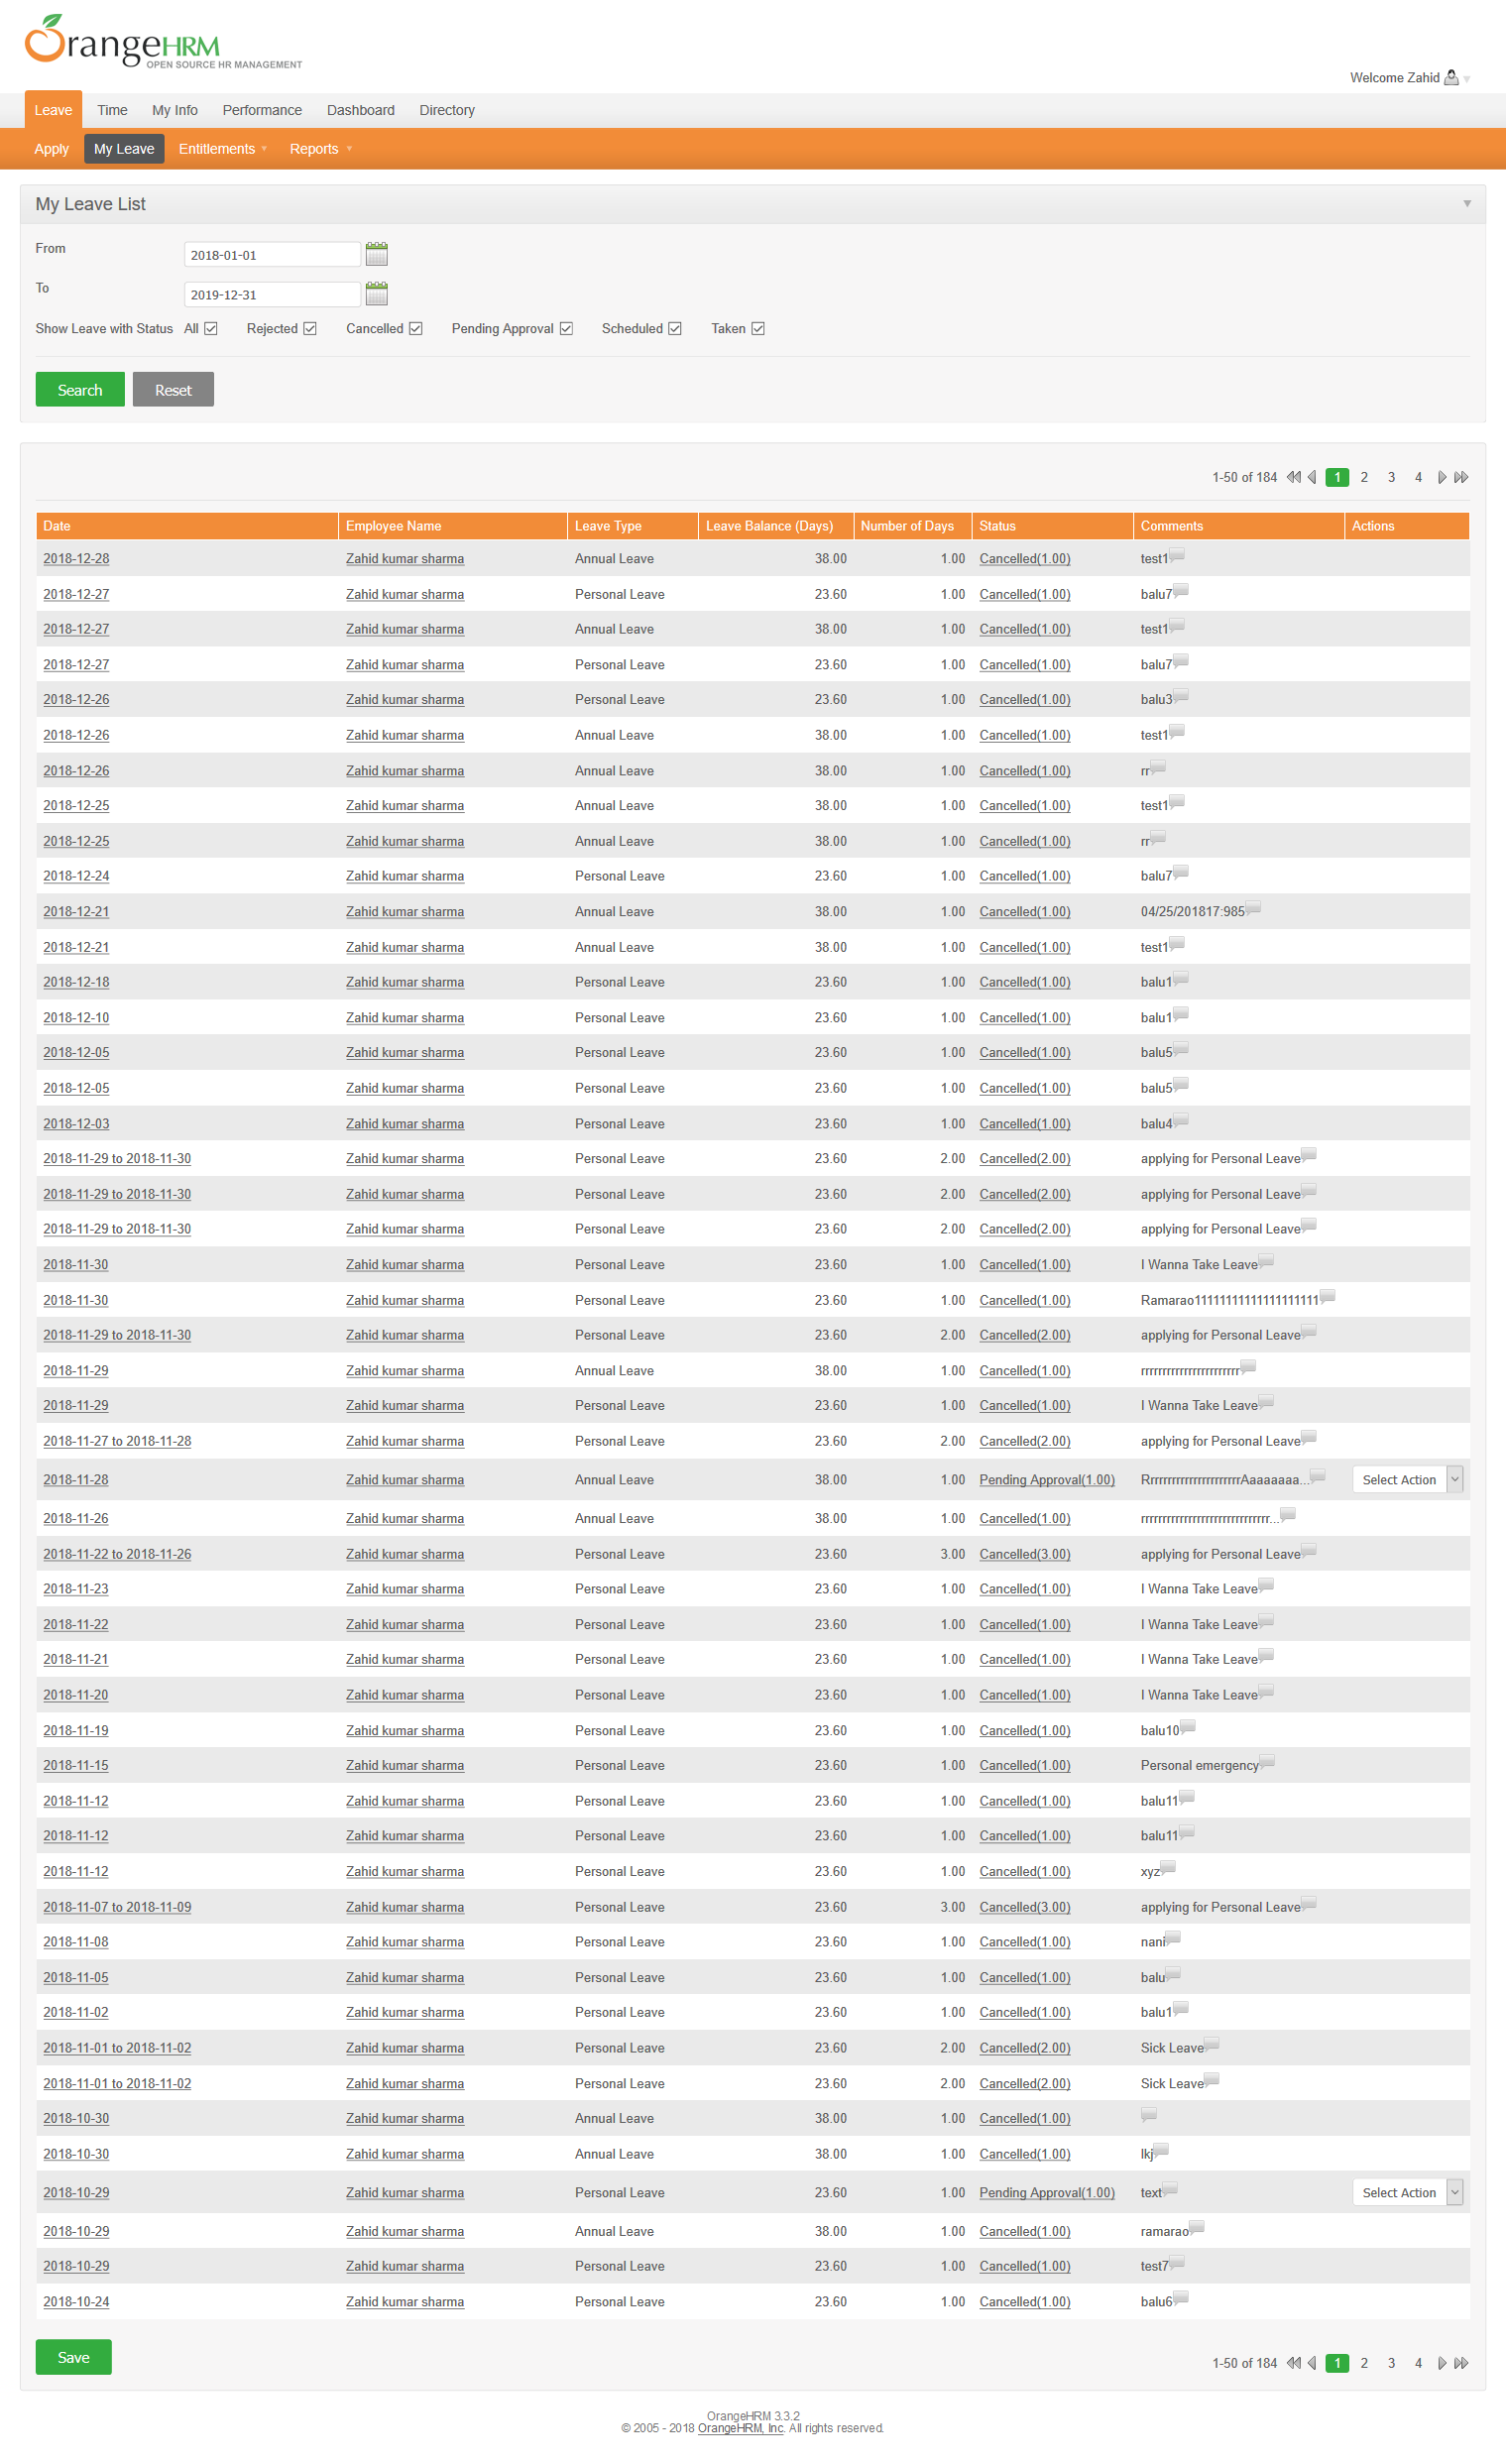 OrangeHRM
OPEN SOURCE HR MANAGEMENT
Welcome Zahid
Leave Time My Info Performance Dashboard Directory
Apply My Leave Entitlements Reports
My Leave List
From 2018-01-01
To 2019-12-31
Show Leave with Status All Rejected Cancelled Pending Approval Scheduled Taken
Search Reset
1-50 of 184 1 2 3 4
Date Employee Name Leave Type Leave Balance (Days) Number of Days Status Comments Actions
2018-12-28 Zahid kumar sharma Annual Leave 38.00 1.00 Cancelled(1.00) test1
2018-12-27 Zahid kumar sharma Personal Leave 23.60 1.00 Cancelled(1.00) balu7
2018-12-27 Zahid kumar sharma Annual Leave 38.00 1.00 Cancelled(1.00) test1
2018-12-27 Zahid kumar sharma Personal Leave 23.60 1.00 Cancelled(1.00) balu7
2018-12-26 Zahid kumar sharma Personal Leave 23.60 1.00 Cancelled(1.00) balu3
2018-12-26 Zahid kumar sharma Annual Leave 38.00 1.00 Cancelled(1.00) test1
2018-12-26 Zahid kumar sharma Annual Leave 38.00 1.00 Cancelled(1.00) rr
2018-12-25 Zahid kumar sharma Annual Leave 38.00 1.00 Cancelled(1.00) test1
2018-12-25 Zahid kumar sharma Annual Leave 38.00 1.00 Cancelled(1.00) rr
2018-12-24 Zahid kumar sharma Personal Leave 23.60 1.00 Cancelled(1.00) balu7
2018-12-21 Zahid kumar sharma Annual Leave 38.00 1.00 Cancelled(1.00) 04/25/201817:985
2018-12-21 Zahid kumar sharma Annual Leave 38.00 1.00 Cancelled(1.00) test1
2018-12-18 Zahid kumar sharma Personal Leave 23.60 1.00 Cancelled(1.00) balu1
2018-12-10 Zahid kumar sharma Personal Leave 23.60 1.00 Cancelled(1.00) balu1
2018-12-05 Zahid kumar sharma Personal Leave 23.60 1.00 Cancelled(1.00) balu5
2018-12-05 Zahid kumar sharma Personal Leave 23.60 1.00 Cancelled(1.00) balu5
2018-12-03 Zahid kumar sharma Personal Leave 23.60 1.00 Cancelled(1.00) balu4
2018-11-29 to 2018-11-30 Zahid kumar sharma Personal Leave 23.60 2.00 Cancelled(2.00) applying for Personal Leave
2018-11-29 to 2018-11-30 Zahid kumar sharma Personal Leave 23.60 2.00 Cancelled(2.00) applying for Personal Leave
2018-11-29 to 2018-11-30 Zahid kumar sharma Personal Leave 23.60 2.00 Cancelled(2.00) applying for Personal Leave
2018-11-30 Zahid kumar sharma Personal Leave 23.60 1.00 Cancelled(1.00) I Wanna Take Leave
2018-11-30 Zahid kumar sharma Personal Leave 23.60 1.00 Cancelled(1.00)
2018-11-29 to 2018-11-30 Zahid kumar sharma Personal Leave 23.60 2.00 Cancelled(2.00) applying for Personal Leave
2018-11-29 Zahid kumar sharma Annual Leave 38.00 1.00 Cancelled(1.00)
2018-11-29 Zahid kumar sharma Personal Leave 23.60 1.00 Cancelled(1.00) I Wanna Take Leave
2018-11-27 to 2018-11-28 Zahid kumar sharma Personal Leave 23.60 2.00 Cancelled(2.00) applying for Personal Leave
2018-11-28 Zahid kumar sharma Annual Leave 38.00 1.00 Pending Approval(1.00) Select Action
2018-11-26 Zahid kumar sharma Annual Leave 38.00 1.00 Cancelled(1.00)
2018-11-22 to 2018-11-26 Zahid kumar sharma Personal Leave 23.60 3.00 Cancelled(3.00) applying for Personal Leave
2018-11-23 Zahid kumar sharma Personal Leave 23.60 1.00 Cancelled(1.00) I Wanna Take Leave
2018-11-22 Zahid kumar sharma Personal Leave 23.60 1.00 Cancelled(1.00) I Wanna Take Leave
2018-11-21 Zahid kumar sharma Personal Leave 23.60 1.00 Cancelled(1.00) I Wanna Take Leave
2018-11-20 Zahid kumar sharma Personal Leave 23.60 1.00 Cancelled(1.00) I Wanna Take Leave
2018-11-19 Zahid kumar sharma Personal Leave 23.60 1.00 Cancelled(1.00) balu10
2018-11-15 Zahid kumar sharma Personal Leave 23.60 1.00 Cancelled(1.00) Personal emergency
2018-11-12 Zahid kumar sharma Personal Leave 23.60 1.00 Cancelled(1.00) balu11
2018-11-12 Zahid kumar sharma Personal Leave 23.60 1.00 Cancelled(1.00) balu11
2018-11-12 Zahid kumar sharma Personal Leave 23.60 1.00 Cancelled(1.00) xyz
2018-11-07 to 2018-11-09 Zahid kumar sharma Personal Leave 23.60 3.00 Cancelled(3.00) applying for Personal Leave
2018-11-08 Zahid kumar sharma Personal Leave 23.60 1.00 Cancelled(1.00) nani
2018-11-05 Zahid kumar sharma Personal Leave 23.60 1.00 Cancelled(1.00) balu
2018-11-02 Zahid kumar sharma Personal Leave 23.60 1.00 Cancelled(1.00) balu1
2018-11-01 to 2018-11-02 Zahid kumar sharma Personal Leave 23.60 2.00 Cancelled(2.00) Sick Leave
2018-11-01 to 2018-11-02 Zahid kumar sharma Personal Leave 23.60 2.00 Cancelled(2.00) Sick Leave
2018-10-30 Zahid kumar sharma Annual Leave 38.00 1.00 Cancelled(1.00)
2018-10-30 Zahid kumar sharma Annual Leave 38.00 1.00 Cancelled(1.00) lkj
2018-10-29 Zahid kumar sharma Personal Leave 23.60 1.00 Pending Approval(1.00) text Select Action
2018-10-29 Zahid kumar sharma Annual Leave 38.00 1.00 Cancelled(1.00) ramarao
2018-10-29 Zahid kumar sharma Personal Leave 23.60 1.00 Cancelled(1.00) test7
2018-10-24 Zahid kumar sharma Personal Leave 23.60 1.00 Cancelled(1.00) balu6
Save 1-50 of 184 1 2 3 4
OrangeHRM 3.3.2
© 2005 - 2018 OrangeHRM, Inc. All rights reserved.